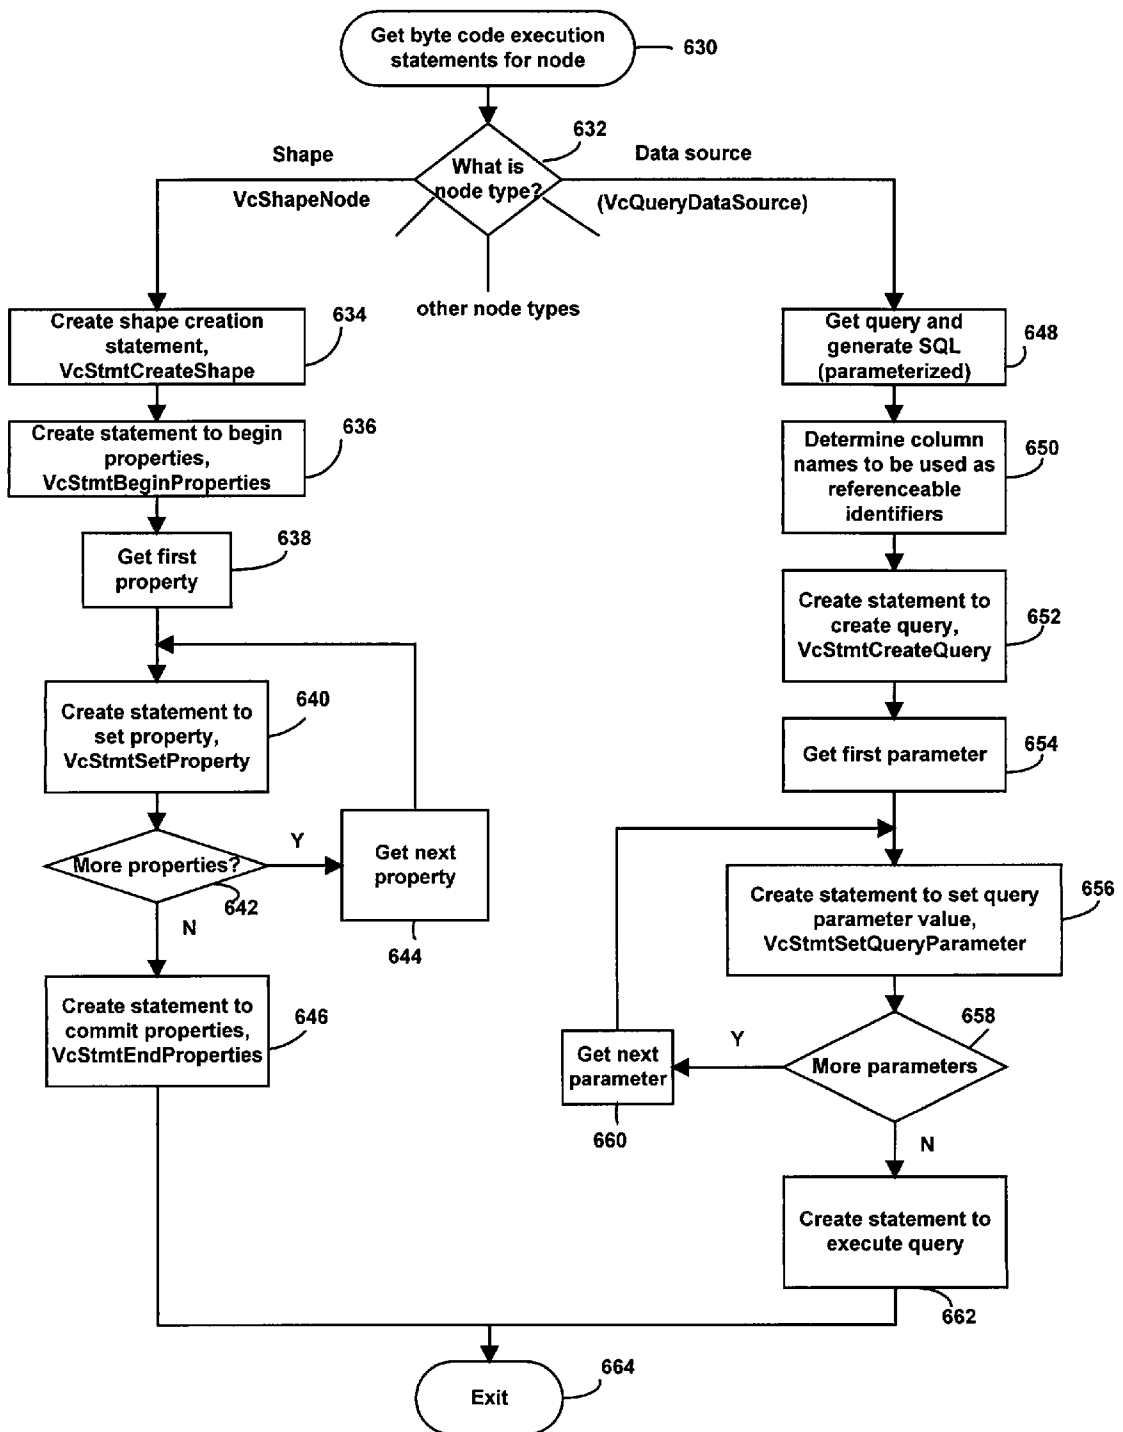 Get byte code execution
statements for node
630
632
What is
node type?
Shape
VcShapeNode
Data source
(VcQueryDataSource)
other node types
Create shape creation
statement,
VcStmtCreateShape
634
Create statement to begin
properties,
VcStmtBeginProperties
636
Get first
property
638
Create statement to
set property,
VcStmtSetProperty
640
More properties?
642
Y
N
Get next
property
644
Create statement to
commit properties,
VcStmtEndProperties
646
Get query and
generate SQL
(parameterized)
648
Determine column
names to be used as
referenceable
identifiers
650
Create statement to
create query,
VcStmtCreateQuery
652
Get first parameter
654
Create statement to set query
parameter value,
VcStmtSetQueryParameter
656
More parameters
658
Y
N
Get next
parameter
660
Create statement to
execute query
662
Exit
664